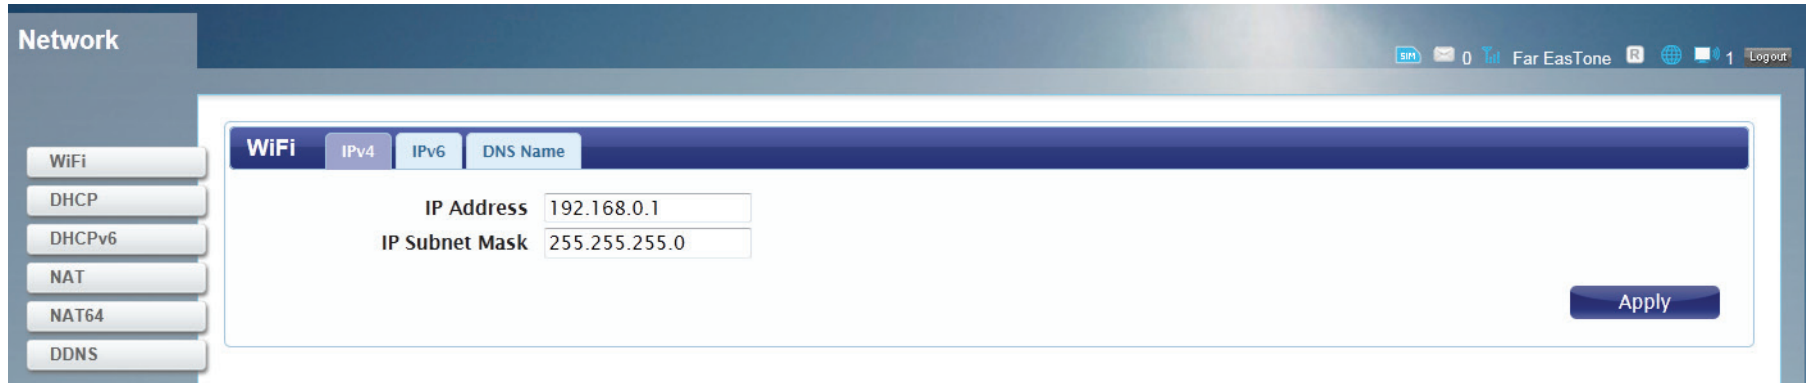 Network
SIM 0 Far EasTone R 1 Logout
WiFi
DHCP
DHCPv6
NAT
NAT64
DDNS
WiFi IPv4 IPv6 DNS Name
IP Address 192.168.0.1
IP Subnet Mask 255.255.255.0
Apply